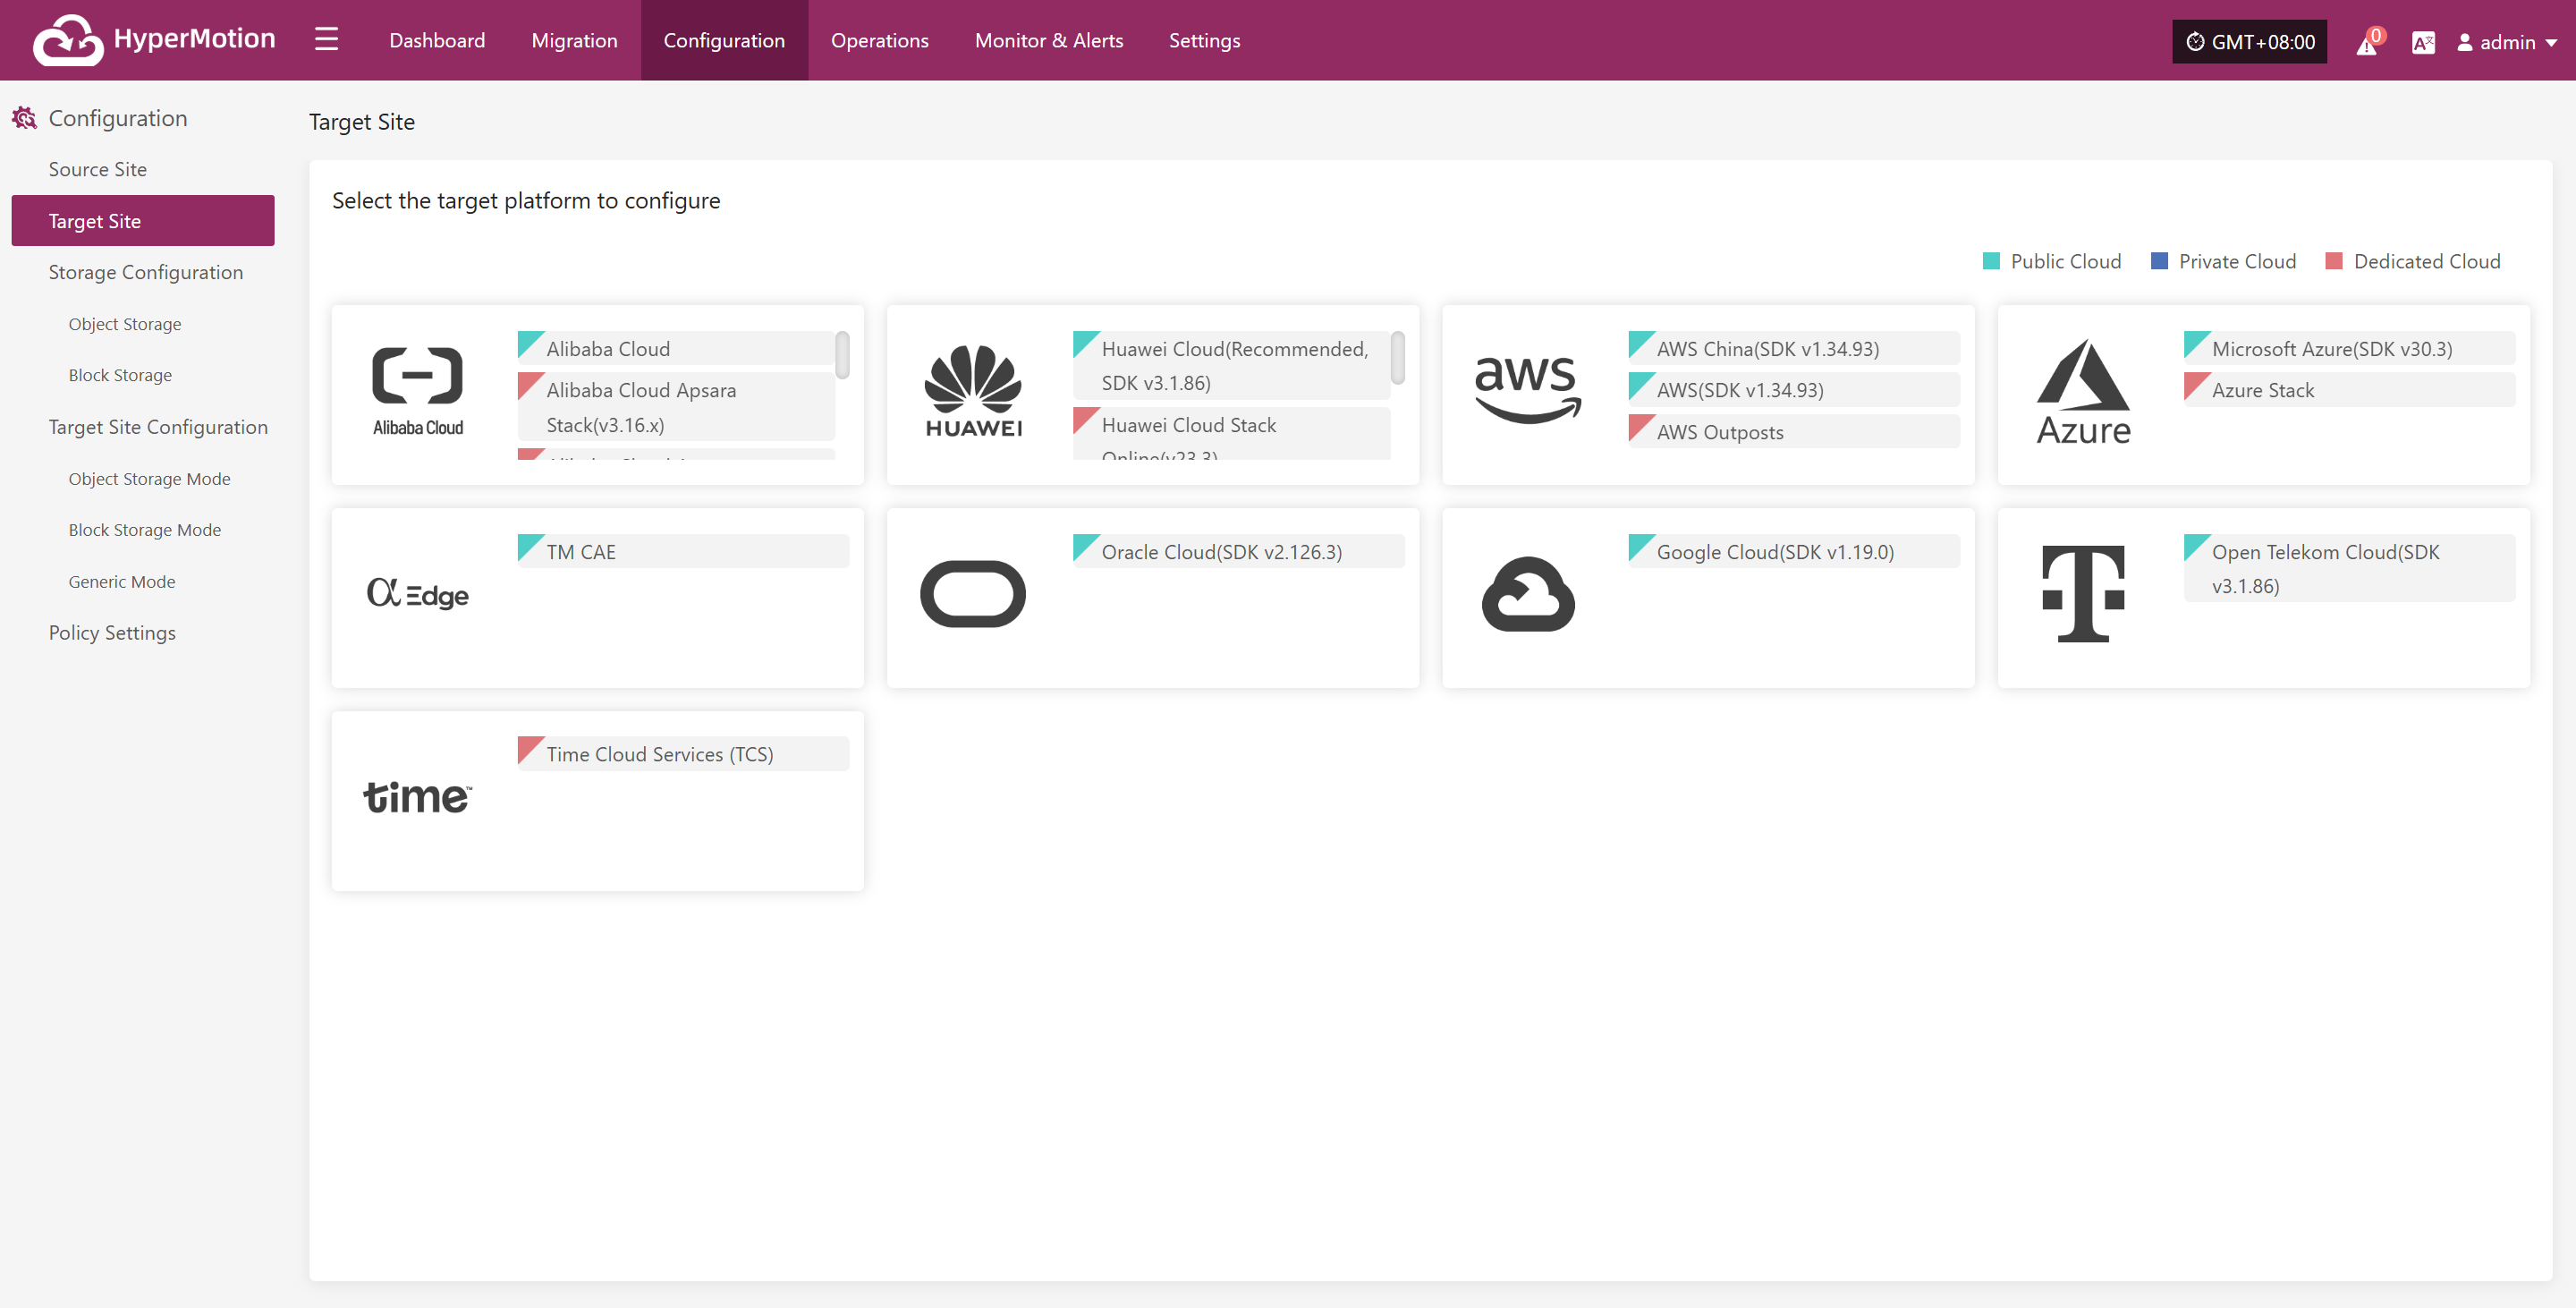 HyperMotion
Dashboard
Migration
Configuration
Operations
Monitor & Alerts
Settings
GMT+08:00
0
admin
Configuration
Source Site
Target Site
Storage Configuration
Object Storage
Block Storage
Target Site Configuration
Object Storage Mode
Block Storage Mode
Generic Mode
Policy Settings
Target Site
Select the target platform to configure
Public Cloud
Private Cloud
Dedicated Cloud
Alibaba Cloud
Alibaba Cloud
Alibaba Cloud Apsara
Stack(v3.16.x)
HUAWEI
Huawei Cloud(Recommended,
SDK v3.1.86)
Huawei Cloud Stack
Online(v23.3)
aws
AWS China(SDK v1.34.93)
AWS(SDK v1.34.93)
AWS Outposts
Azure
Microsoft Azure(SDK v30.3)
Azure Stack
α Edge
TM CAE
Oracle Cloud(SDK v2.126.3)
Google Cloud(SDK v1.19.0)
T
Open Telekom Cloud(SDK
v3.1.86)
time™
Time Cloud Services (TCS)